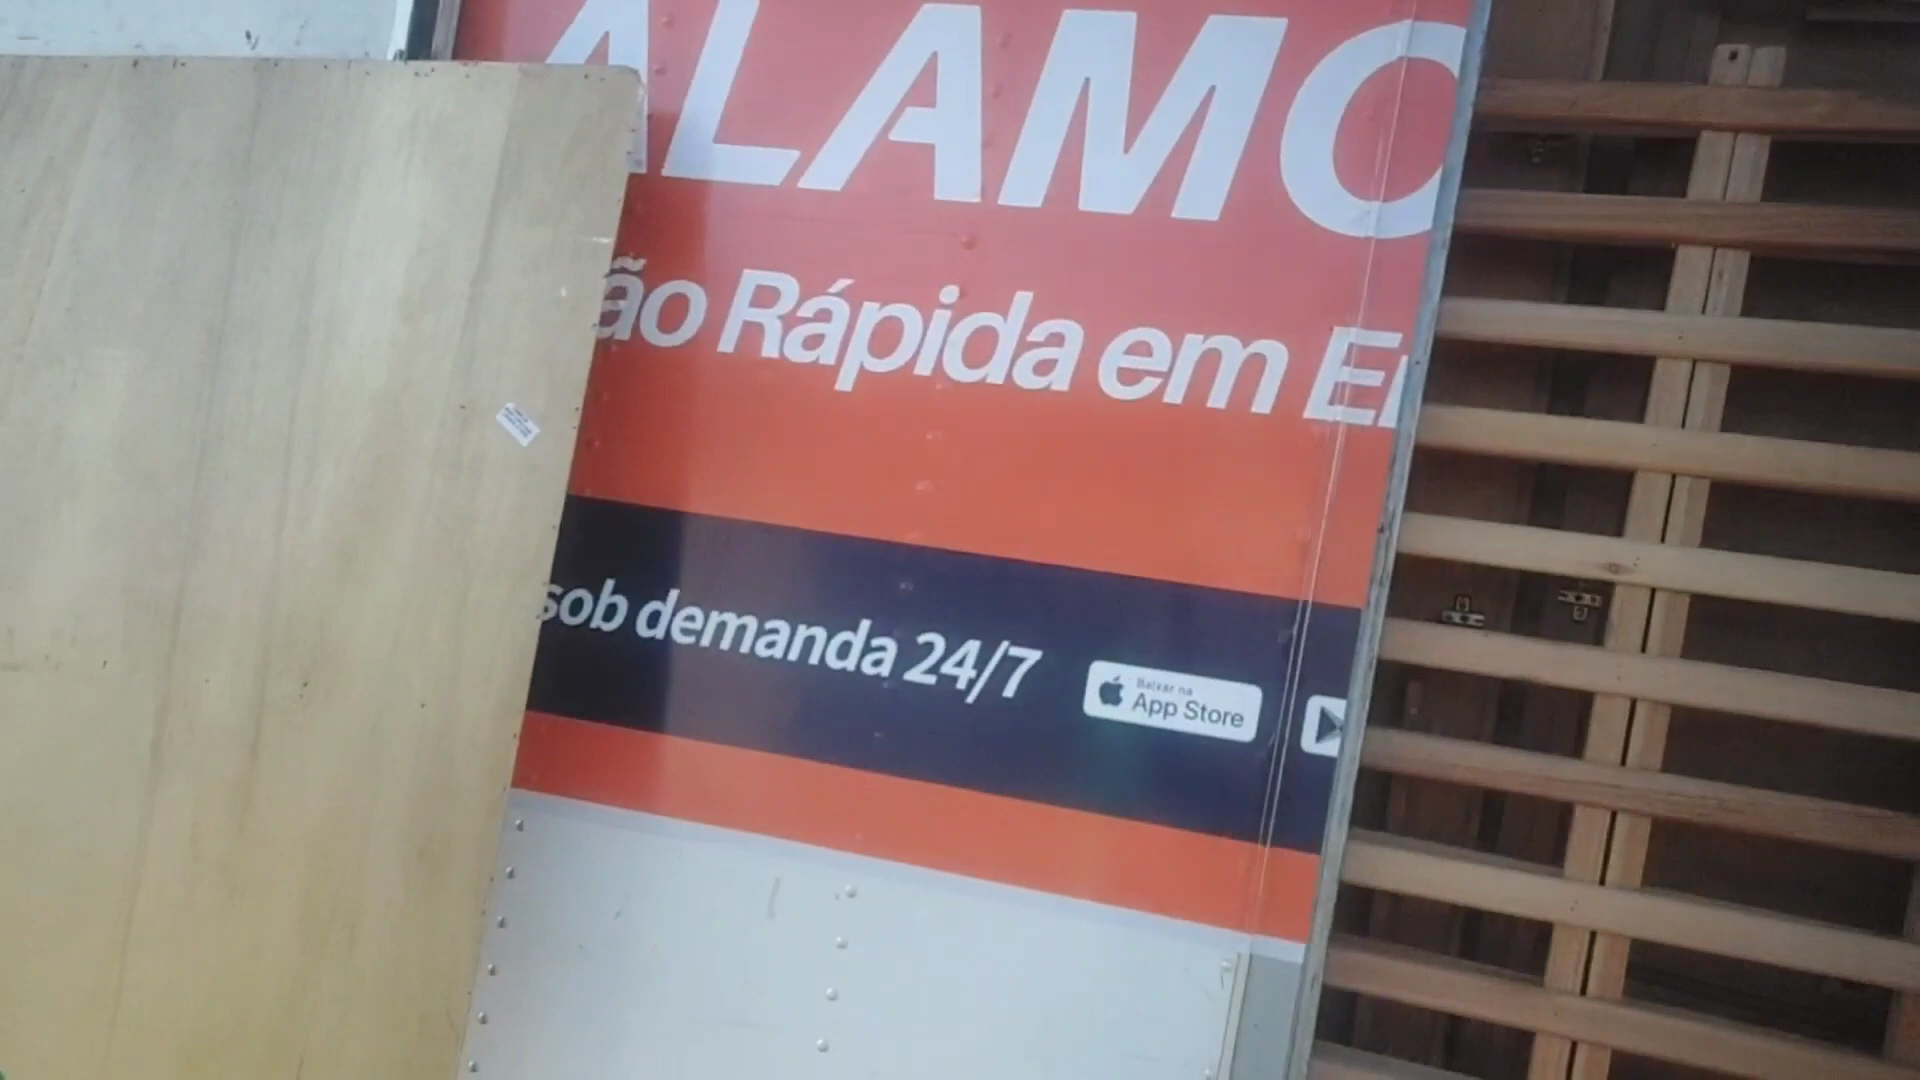 ALAMO
ão Rápida em E
sob demanda 24/7
Baixar na
App Store